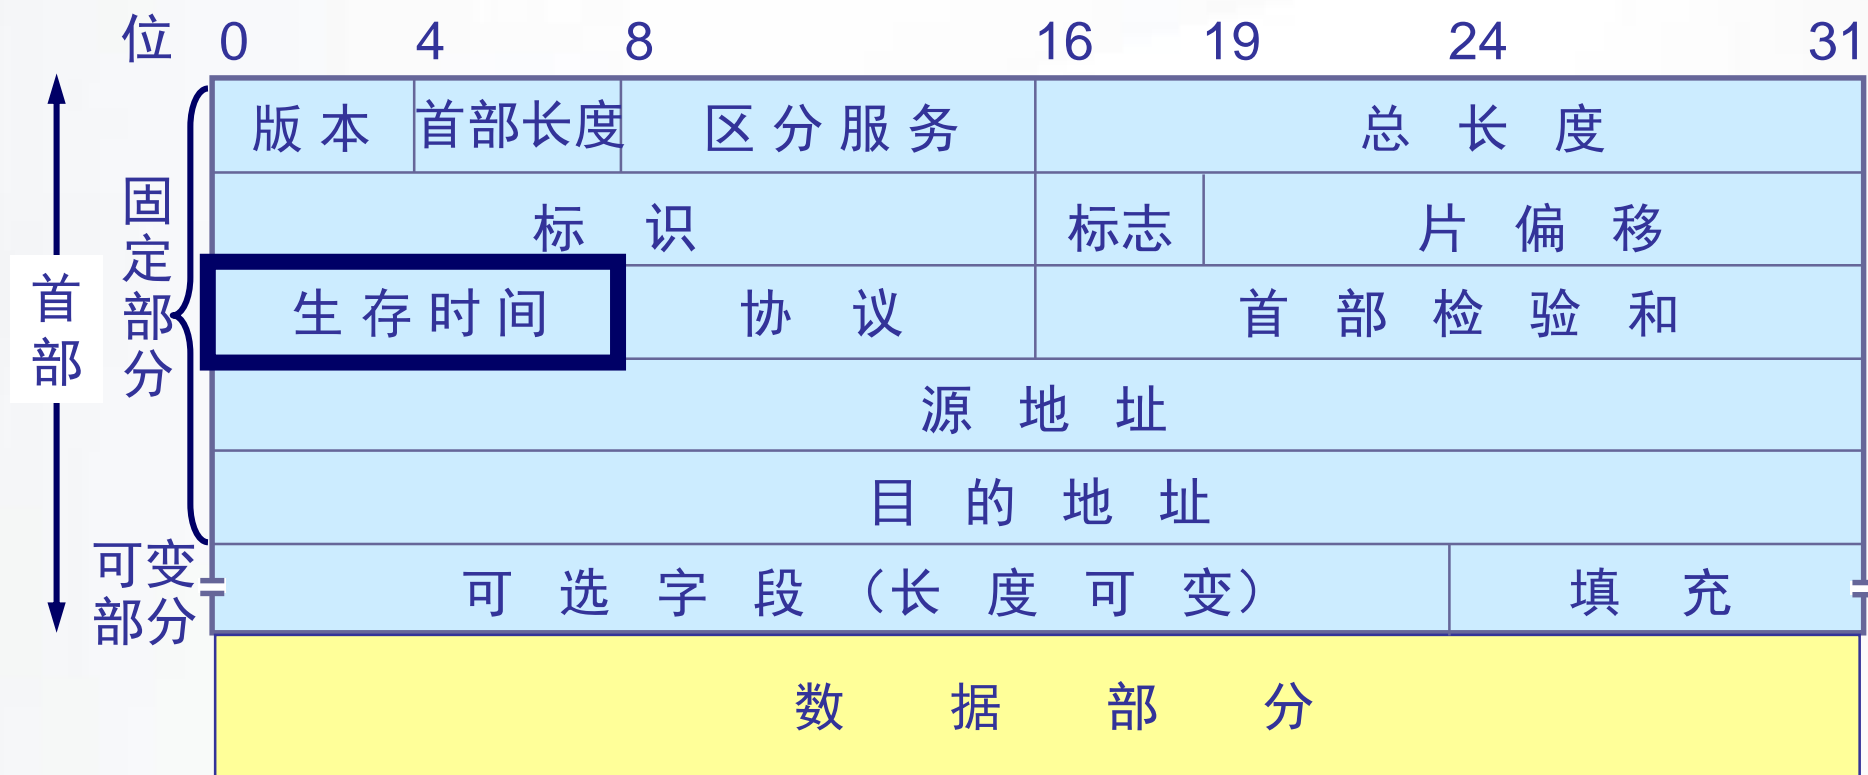 位 0 4 8 16 19 24 31
版本 首部长度 区分服务 总长度
标识 标志 片偏移
生存时间 协议 首部检验和
源地址
目的地址
可选字段（长度可变） 填充
数据部分
首部
固定部分
可变
部分